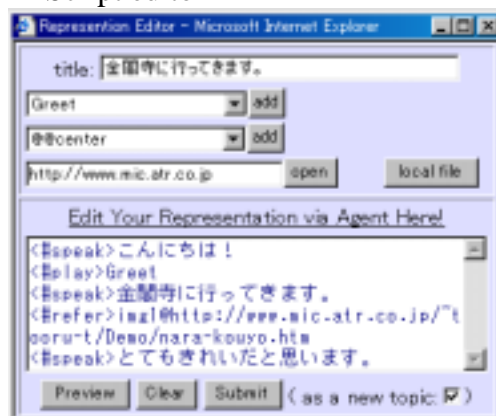 Represention Editor - Microsoft Internet Explorer
title: 金閣寺に行ってきます。
Greet add
@@center add
http://www.mic.atr.co.jp open local file
Edit Your Representation via Agent Here!
<#speak>こんにちは！
<#play>Greet
<#speak>金閣寺に行ってきます。
<#refer>img1@http://www.mic.atr.co.jp/~t
ooru-t/Demo/nara-kouyo.htm
<#speak>とてもきれいだと思います。
Preview Clear Submit ( as a new topic: )